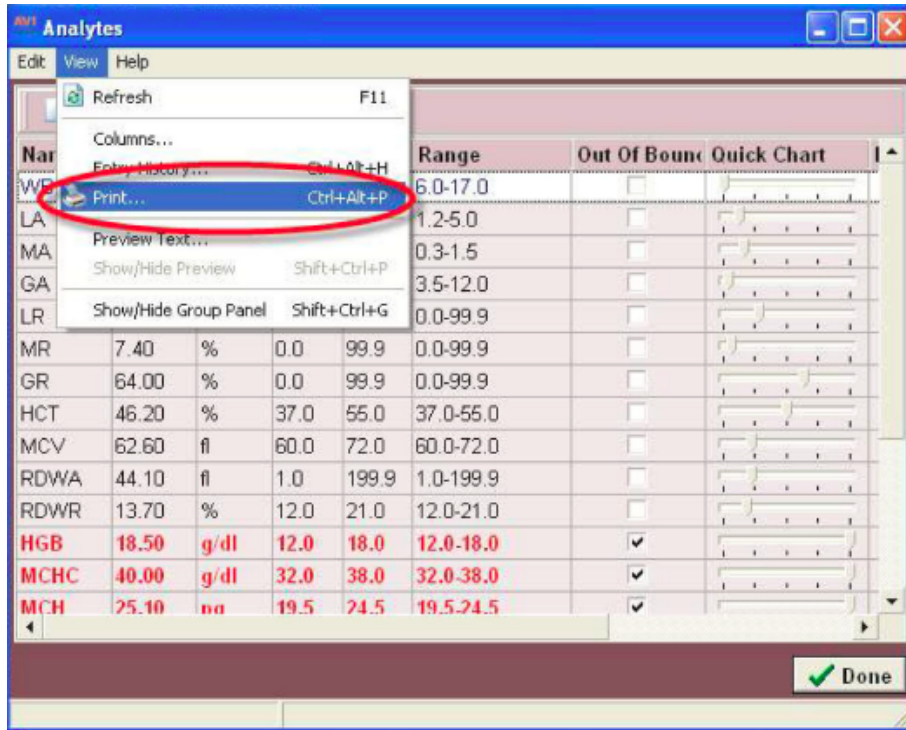 AVI Analytes
Edit View Help
Refresh F11
Columns...
Entry History... Ctrl+Alt+H
Print... Ctrl+Alt+P
Preview Text...
Show/Hide Preview Shift+Ctrl+P
Show/Hide Group Panel Shift+Ctrl+G
Nar Range Out Of Bound Quick Chart
WB 6.0-17.0
LA 1.2-5.0
MA 0.3-1.5
GA 3.5-12.0
LR 0.0-99.9
MR 7.40 % 0.0 99.9 0.0-99.9
GR 64.00 % 0.0 99.9 0.0-99.9
HCT 46.20 % 37.0 55.0 37.0-55.0
MCV 62.60 fl 60.0 72.0 60.0-72.0
RDWA 44.10 fl 1.0 199.9 1.0-199.9
RDWR 13.70 % 12.0 21.0 12.0-21.0
HGB 18.50 g/dl 12.0 18.0 12.0-18.0
MCHC 40.00 g/dl 32.0 38.0 32.0-38.0
MCH 25.10 pg 19.5 24.5 19.5-24.5
Done